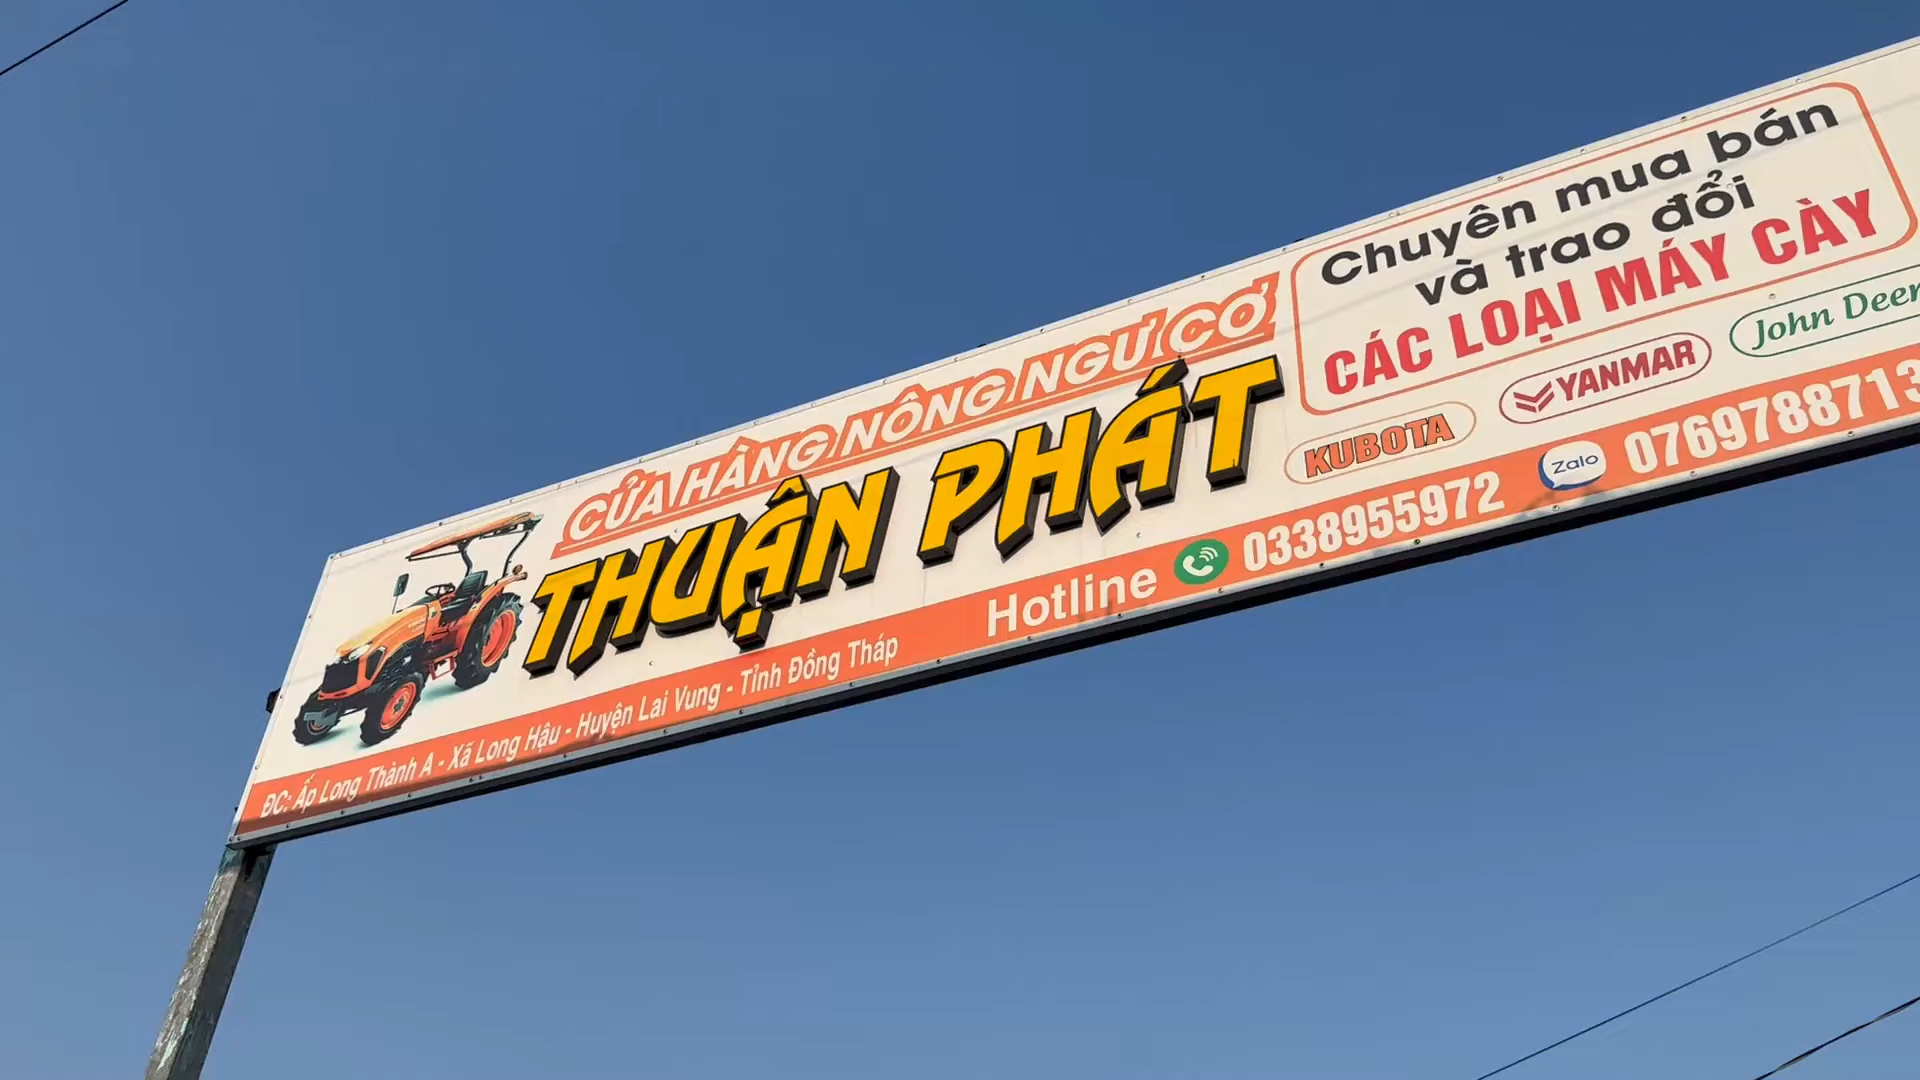 CỬA HÀNG NÔNG NGƯ CƠ
THUẬN PHÁT
ĐC: Ấp Long Thành A - Xã Long Hậu - Huyện Lai Vung - Tỉnh Đồng Tháp
Chuyên mua bán
và trao đổi
CÁC LOẠI MÁY CÀY
KUBOTA
YANMAR
John Deer
Hotline 0338955972 Zalo 0769788713